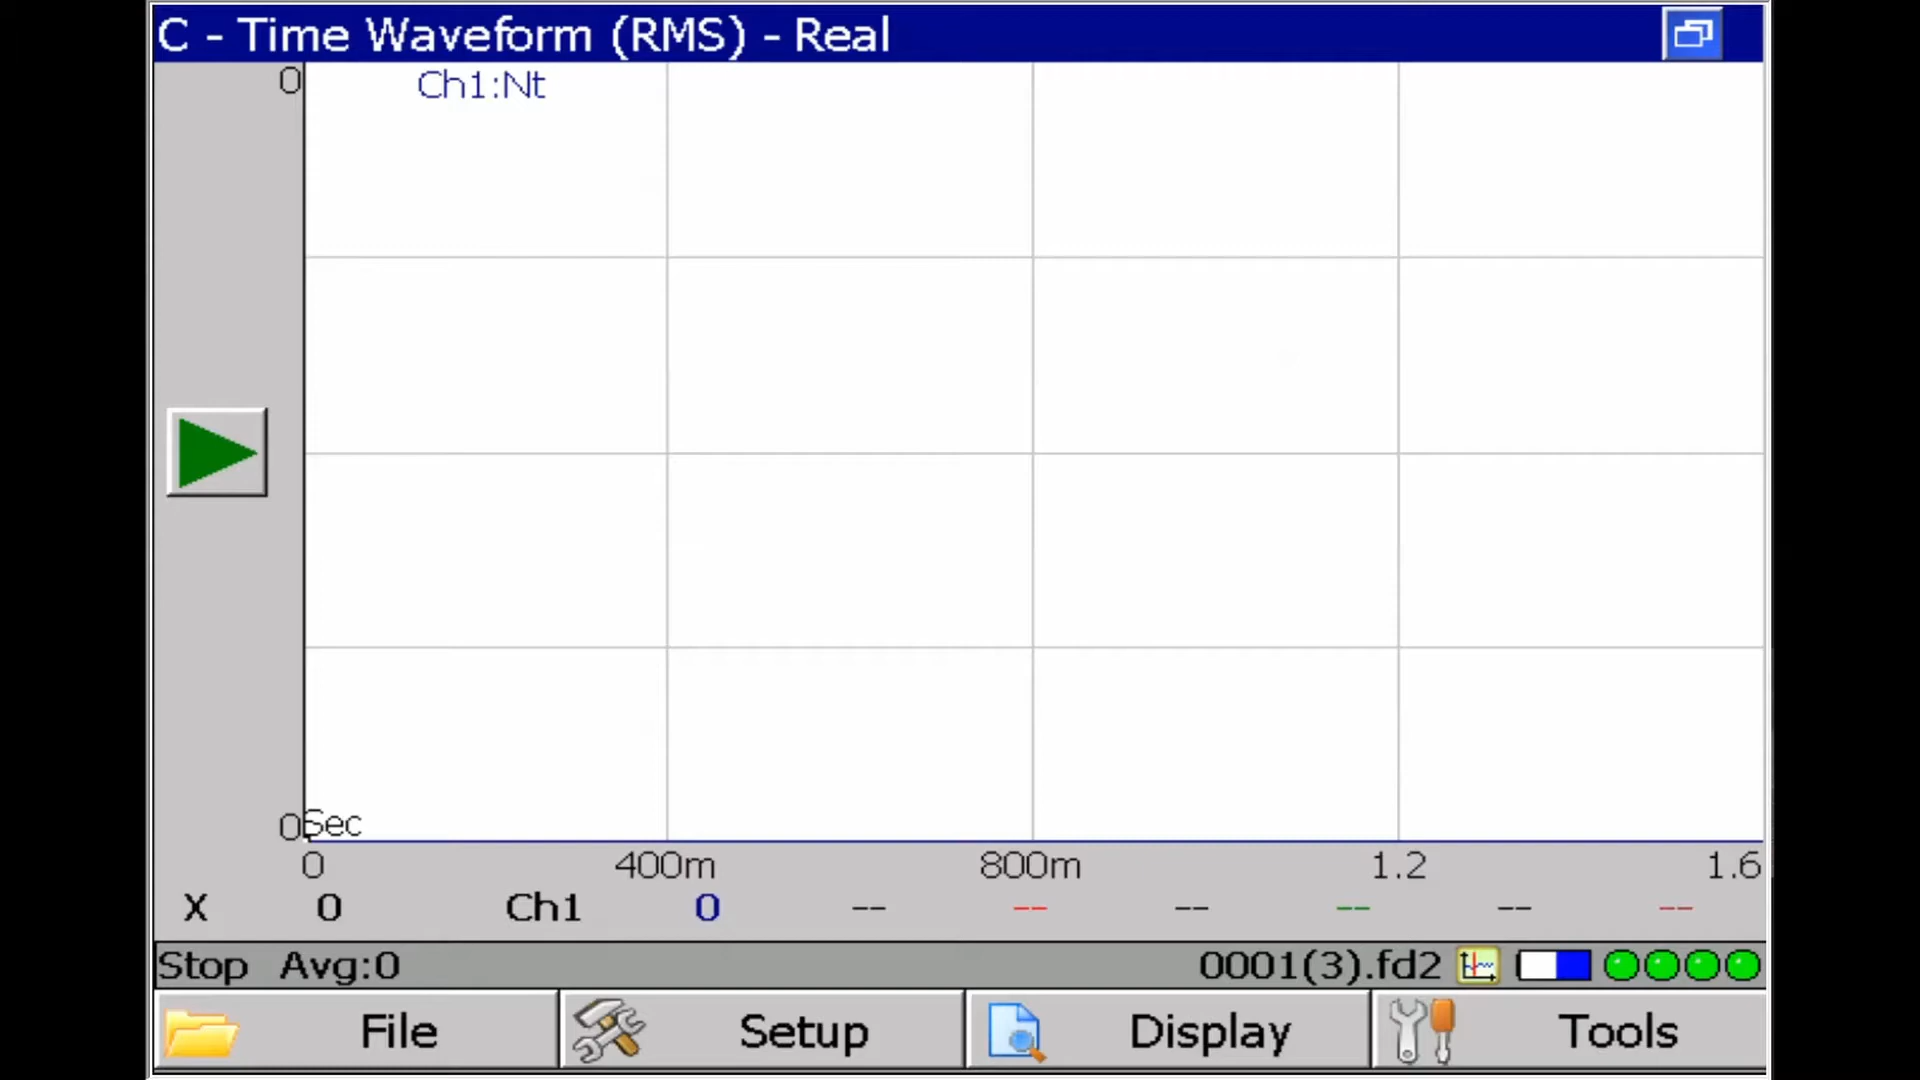 C - Time Waveform (RMS) - Real
0
Ch1:Nt
0 Sec
0 400m 800m 1.2 1.6
X 0 Ch1 0 -- -- -- -- -- --
Stop Avg:0 0001(3).fd2
File Setup Display Tools